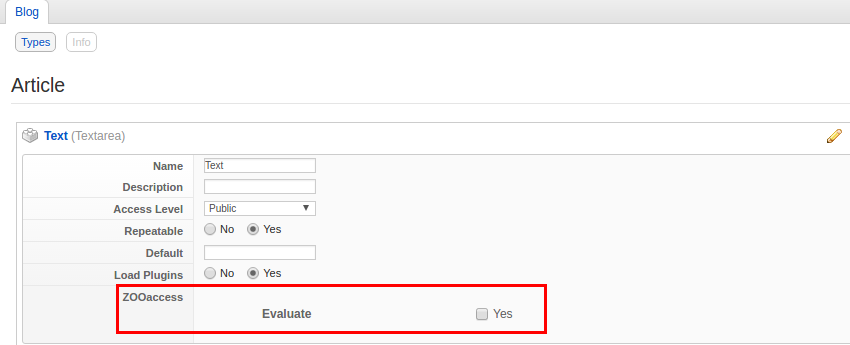 Blog
Types Info
Article
Text (Textarea)
Name Text
Description
Access Level Public
Repeatable No Yes
Default
Load Plugins No Yes
ZOOaccess
Evaluate Yes